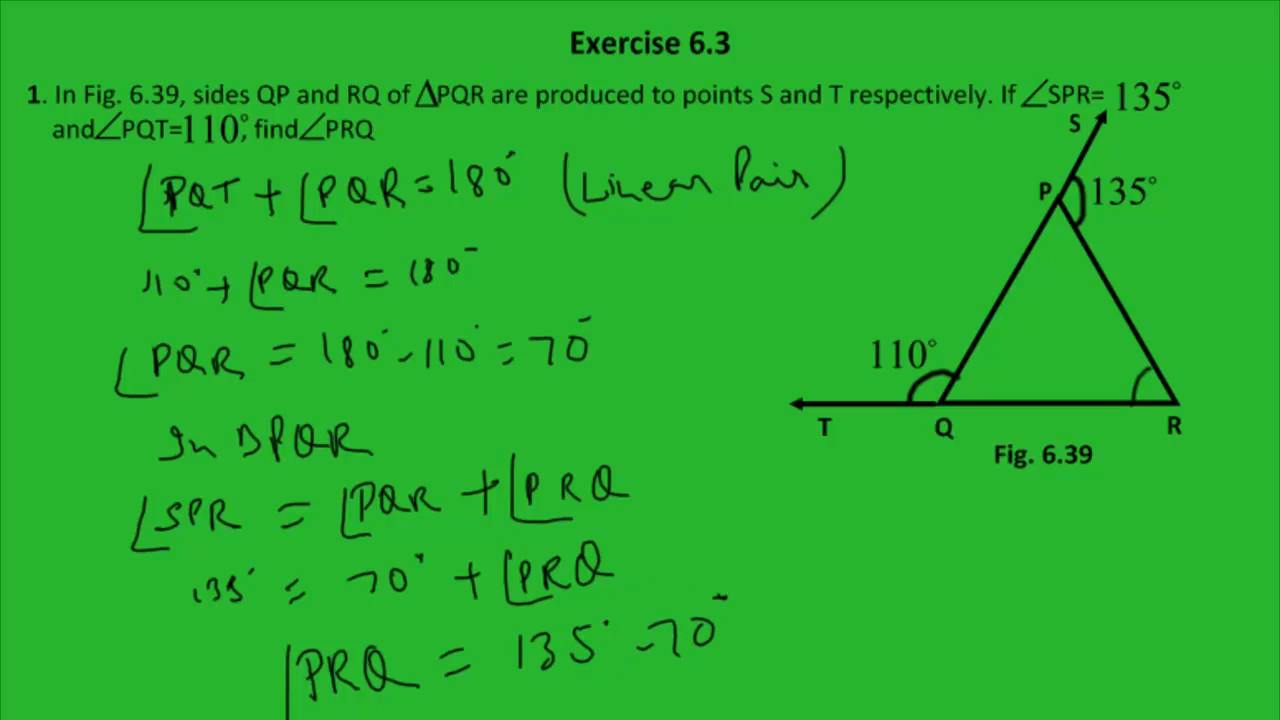 Exercise 6.3
1. In Fig. 6.39, sides QP and RQ of ΔPQR are produced to points S and T respectively. If ∠SPR= 135°
and∠PQT=110°, find∠PRQ
∠PQT + ∠PQR = 180° (Linear Pair)
110° + ∠PQR = 180°
∠PQR = 180° - 110° = 70°
In ΔPQR
∠SPR = ∠PQR + ∠PRQ
135° = 70° + ∠PRQ
∠PRQ = 135° - 70°
S
P
135°
110°
T
Q
R
Fig. 6.39